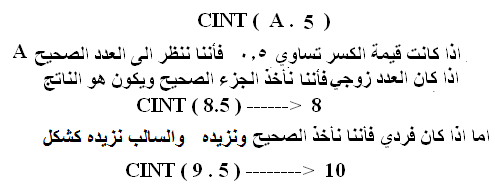 CINT ( A . 5 )
اذا كانت قيمة الكسر تساوي ٠,٥ فأننا ننظر الى العدد الصحيح A
اذا كان العدد زوجي فأننا نأخذ الجزء الصحيح ويكون هو الناتج
CINT ( 8.5 ) ------> 8
اما اذا كان فردي فأننا نأخذ الصحيح ونزيده والسالب نزيده كشكل
CINT ( 9 . 5 ) --------> 10